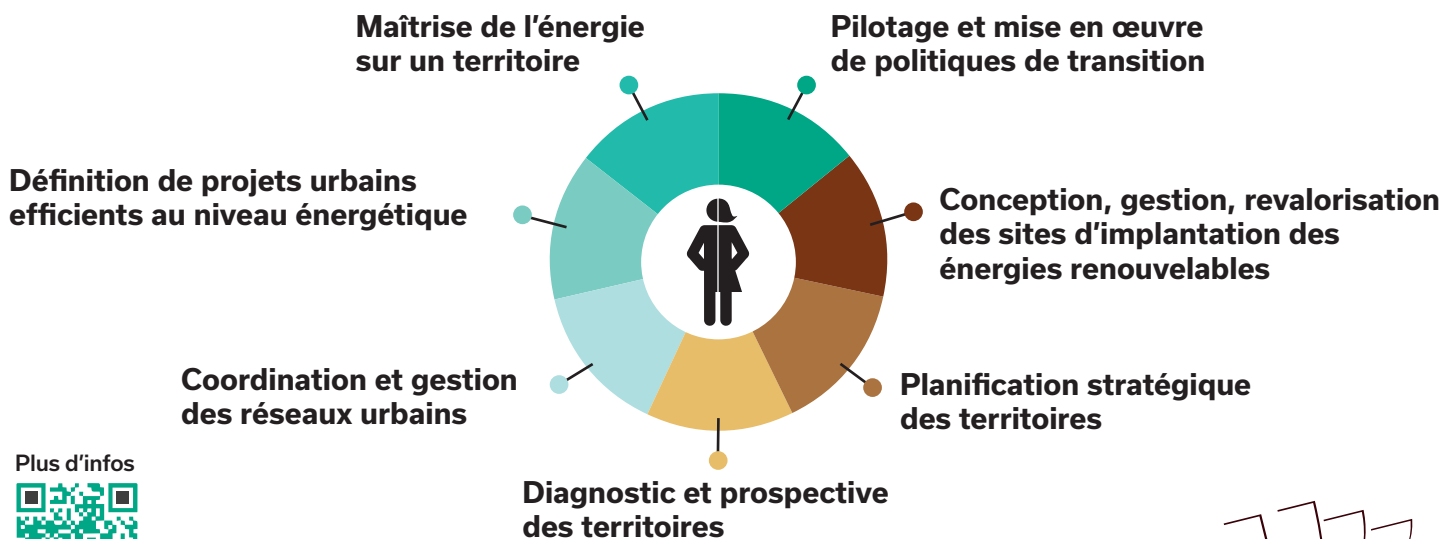 Maîtrise de l’énergie
sur un territoire
Pilotage et mise en œuvre
de politiques de transition
Définition de projets urbains
efficients au niveau énergétique
Conception, gestion, revalorisation
des sites d’implantation des
énergies renouvelables
Coordination et gestion
des réseaux urbains
Planification stratégique
des territoires
Plus d’infos
Diagnostic et prospective
des territoires